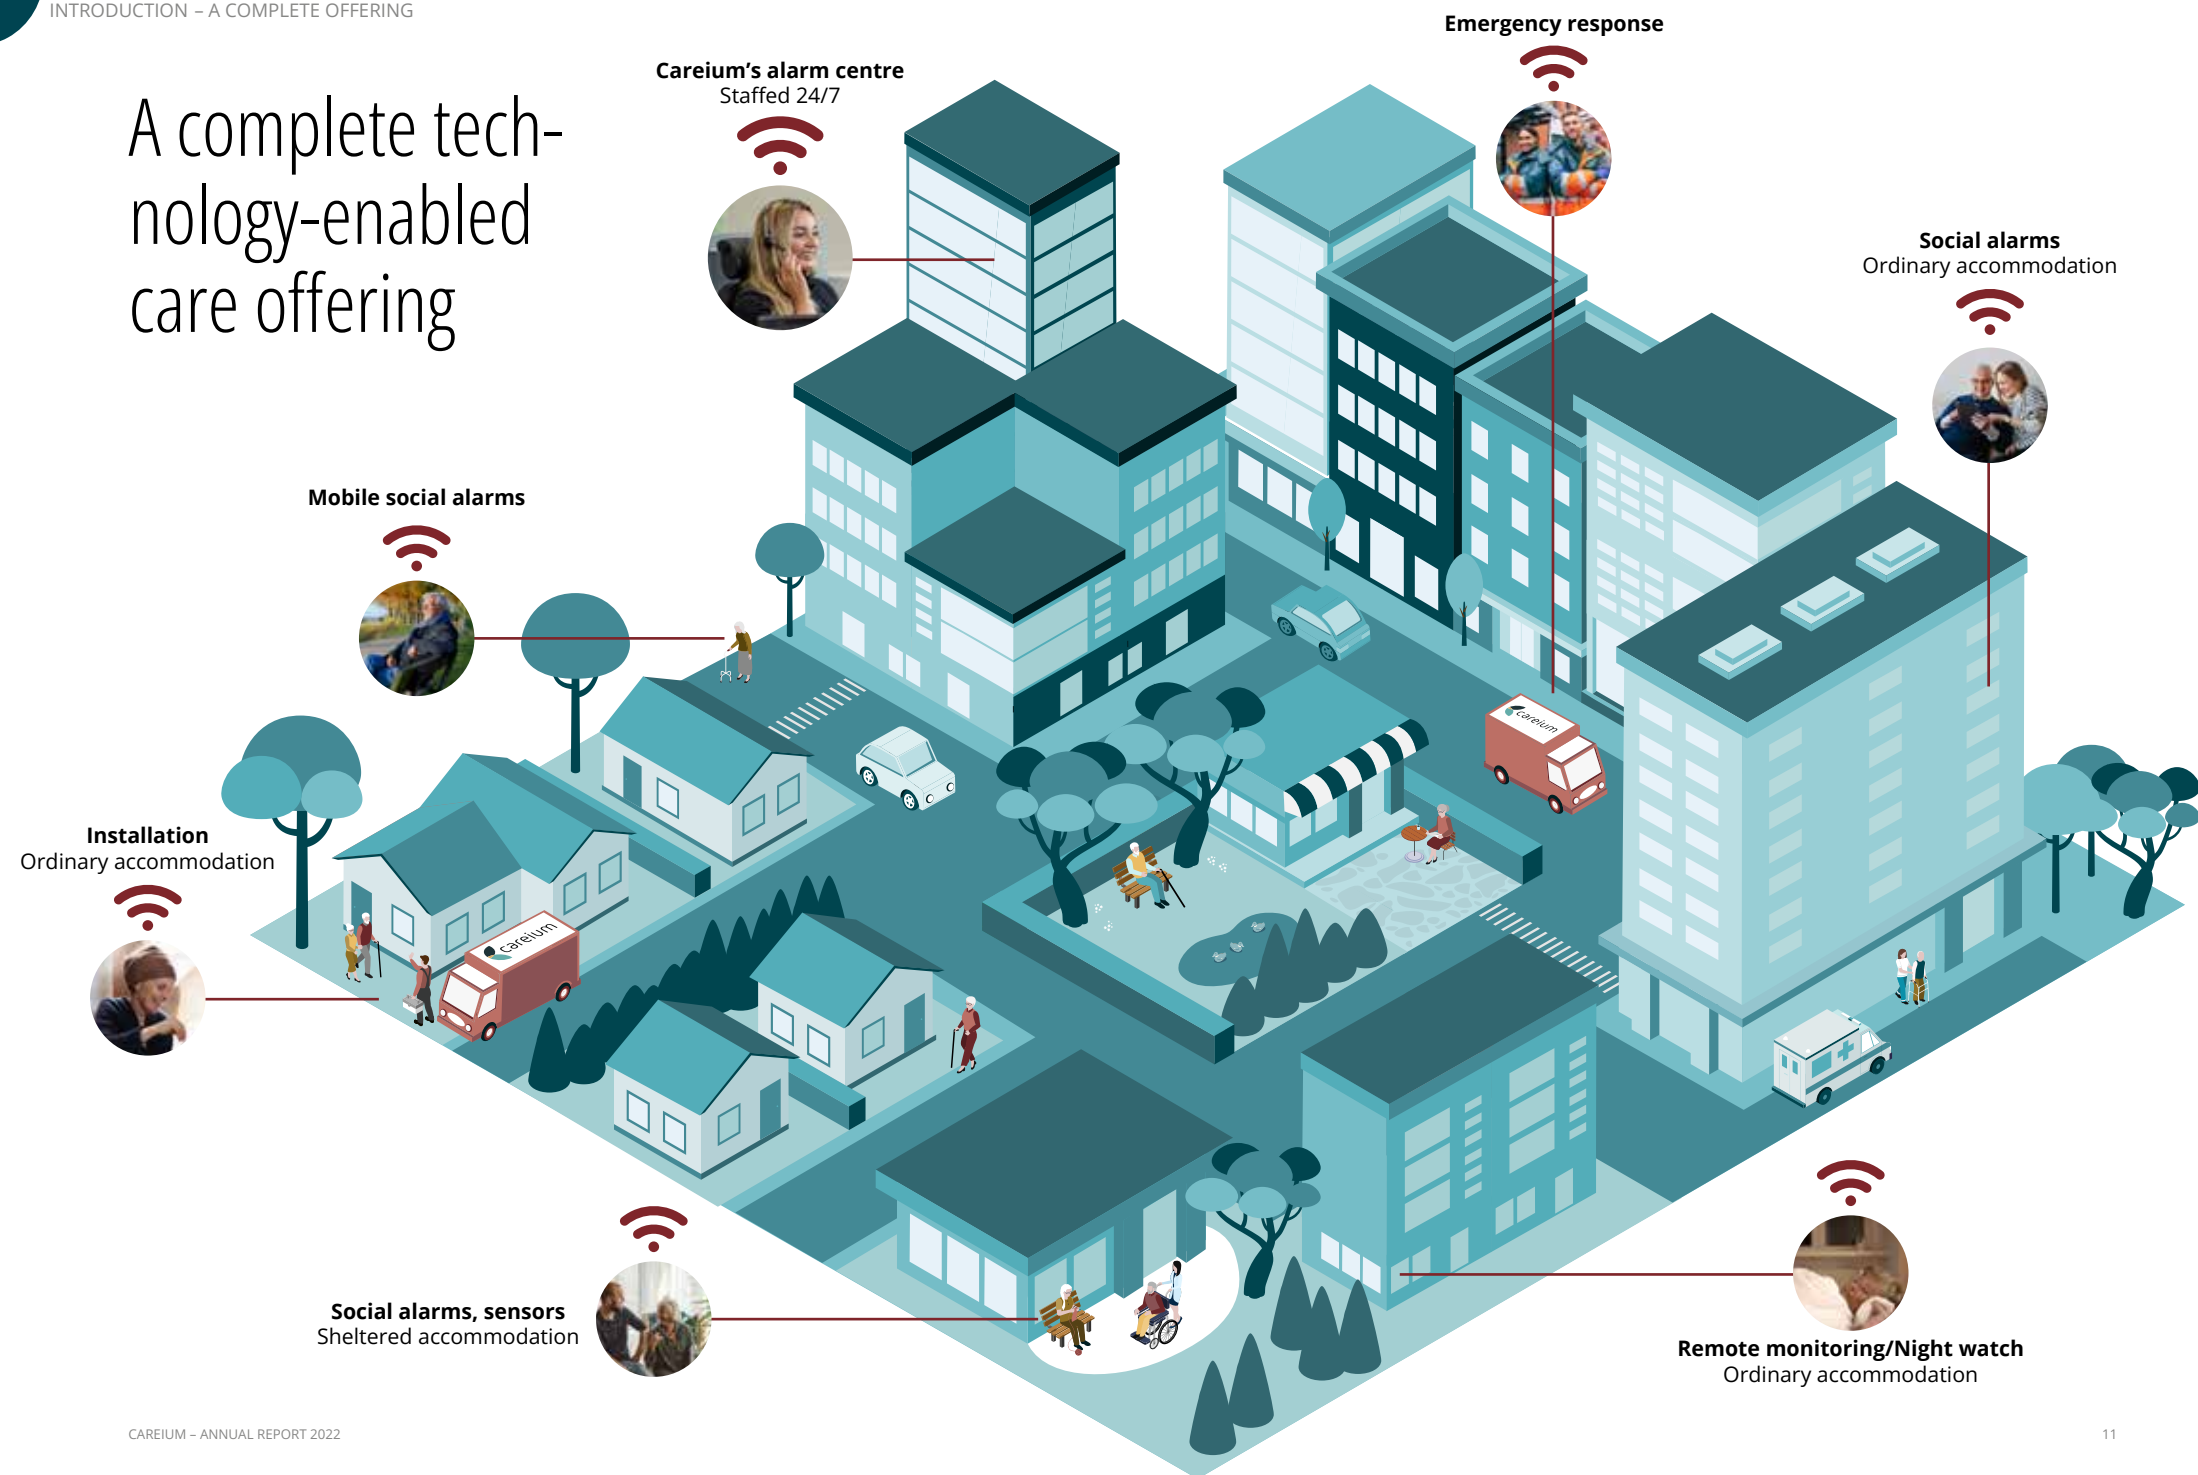 INTRODUCTION – A COMPLETE OFFERING
A complete tech-
nology-enabled
care offering
Careium’s alarm centre
Staffed 24/7
Emergency response
Social alarms
Ordinary accommodation
Mobile social alarms
Installation
Ordinary accommodation
careium
careium
Social alarms, sensors
Sheltered accommodation
Remote monitoring/Night watch
Ordinary accommodation
CAREIUM – ANNUAL REPORT 2022
11